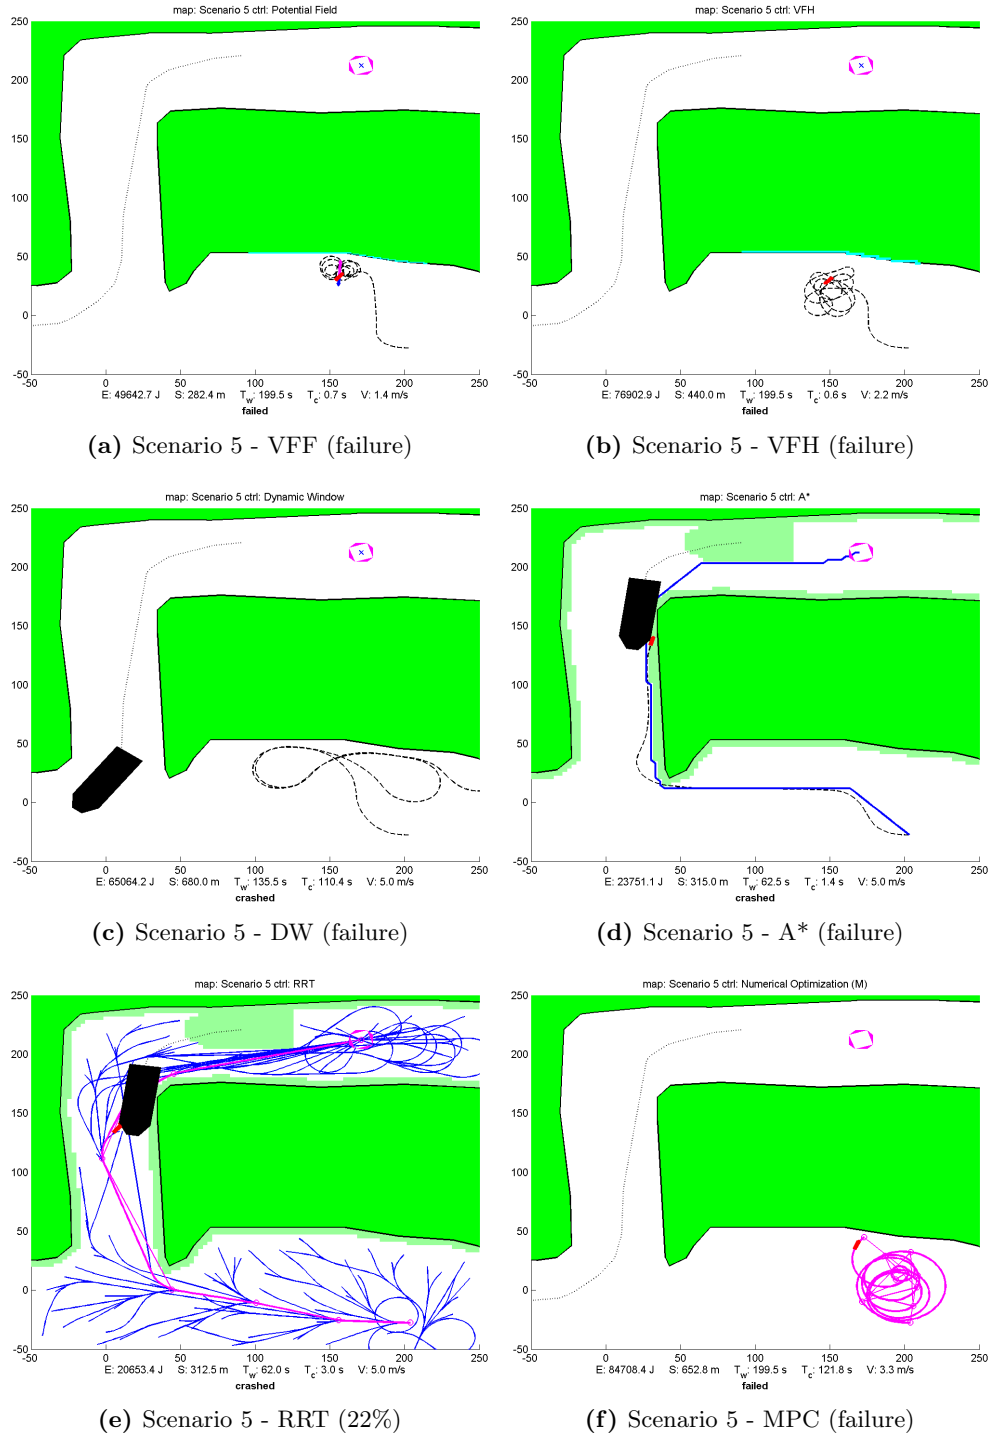 map: Scenario 5 ctrl: Potential Field
250
200
150
100
50
0
-50
-50 0 50 100 150 200 250
E: 49642.7 J S: 282.4 m T_w: 199.5 s T_c: 0.7 s V: 1.4 m/s
failed
(a) Scenario 5 - VFF (failure)
map: Scenario 5 ctrl: VFH
250
200
150
100
50
0
-50
-50 0 50 100 150 200 250
E: 76902.9 J S: 440.0 m T_w: 199.5 s T_c: 0.6 s V: 2.2 m/s
failed
(b) Scenario 5 - VFH (failure)
map: Scenario 5 ctrl: Dynamic Window
250
200
150
100
50
0
-50
-50 0 50 100 150 200 250
E: 65064.2 J S: 680.0 m T_w: 135.5 s T_c: 110.4 s V: 5.0 m/s
crashed
(c) Scenario 5 - DW (failure)
map: Scenario 5 ctrl: A*
250
200
150
100
50
0
-50
-50 0 50 100 150 200 250
E: 23751.1 J S: 315.0 m T_w: 62.5 s T_c: 1.4 s V: 5.0 m/s
crashed
(d) Scenario 5 - A* (failure)
map: Scenario 5 ctrl: RRT
250
200
150
100
50
0
-50
-50 0 50 100 150 200 250
E: 20653.4 J S: 312.5 m T_w: 62.0 s T_c: 3.0 s V: 5.0 m/s
crashed
(e) Scenario 5 - RRT (22%)
map: Scenario 5 ctrl: Numerical Optimization (M)
250
200
150
100
50
0
-50
-50 0 50 100 150 200 250
E: 84708.4 J S: 652.8 m T_w: 199.5 s T_c: 121.8 s V: 3.3 m/s
failed
(f) Scenario 5 - MPC (failure)